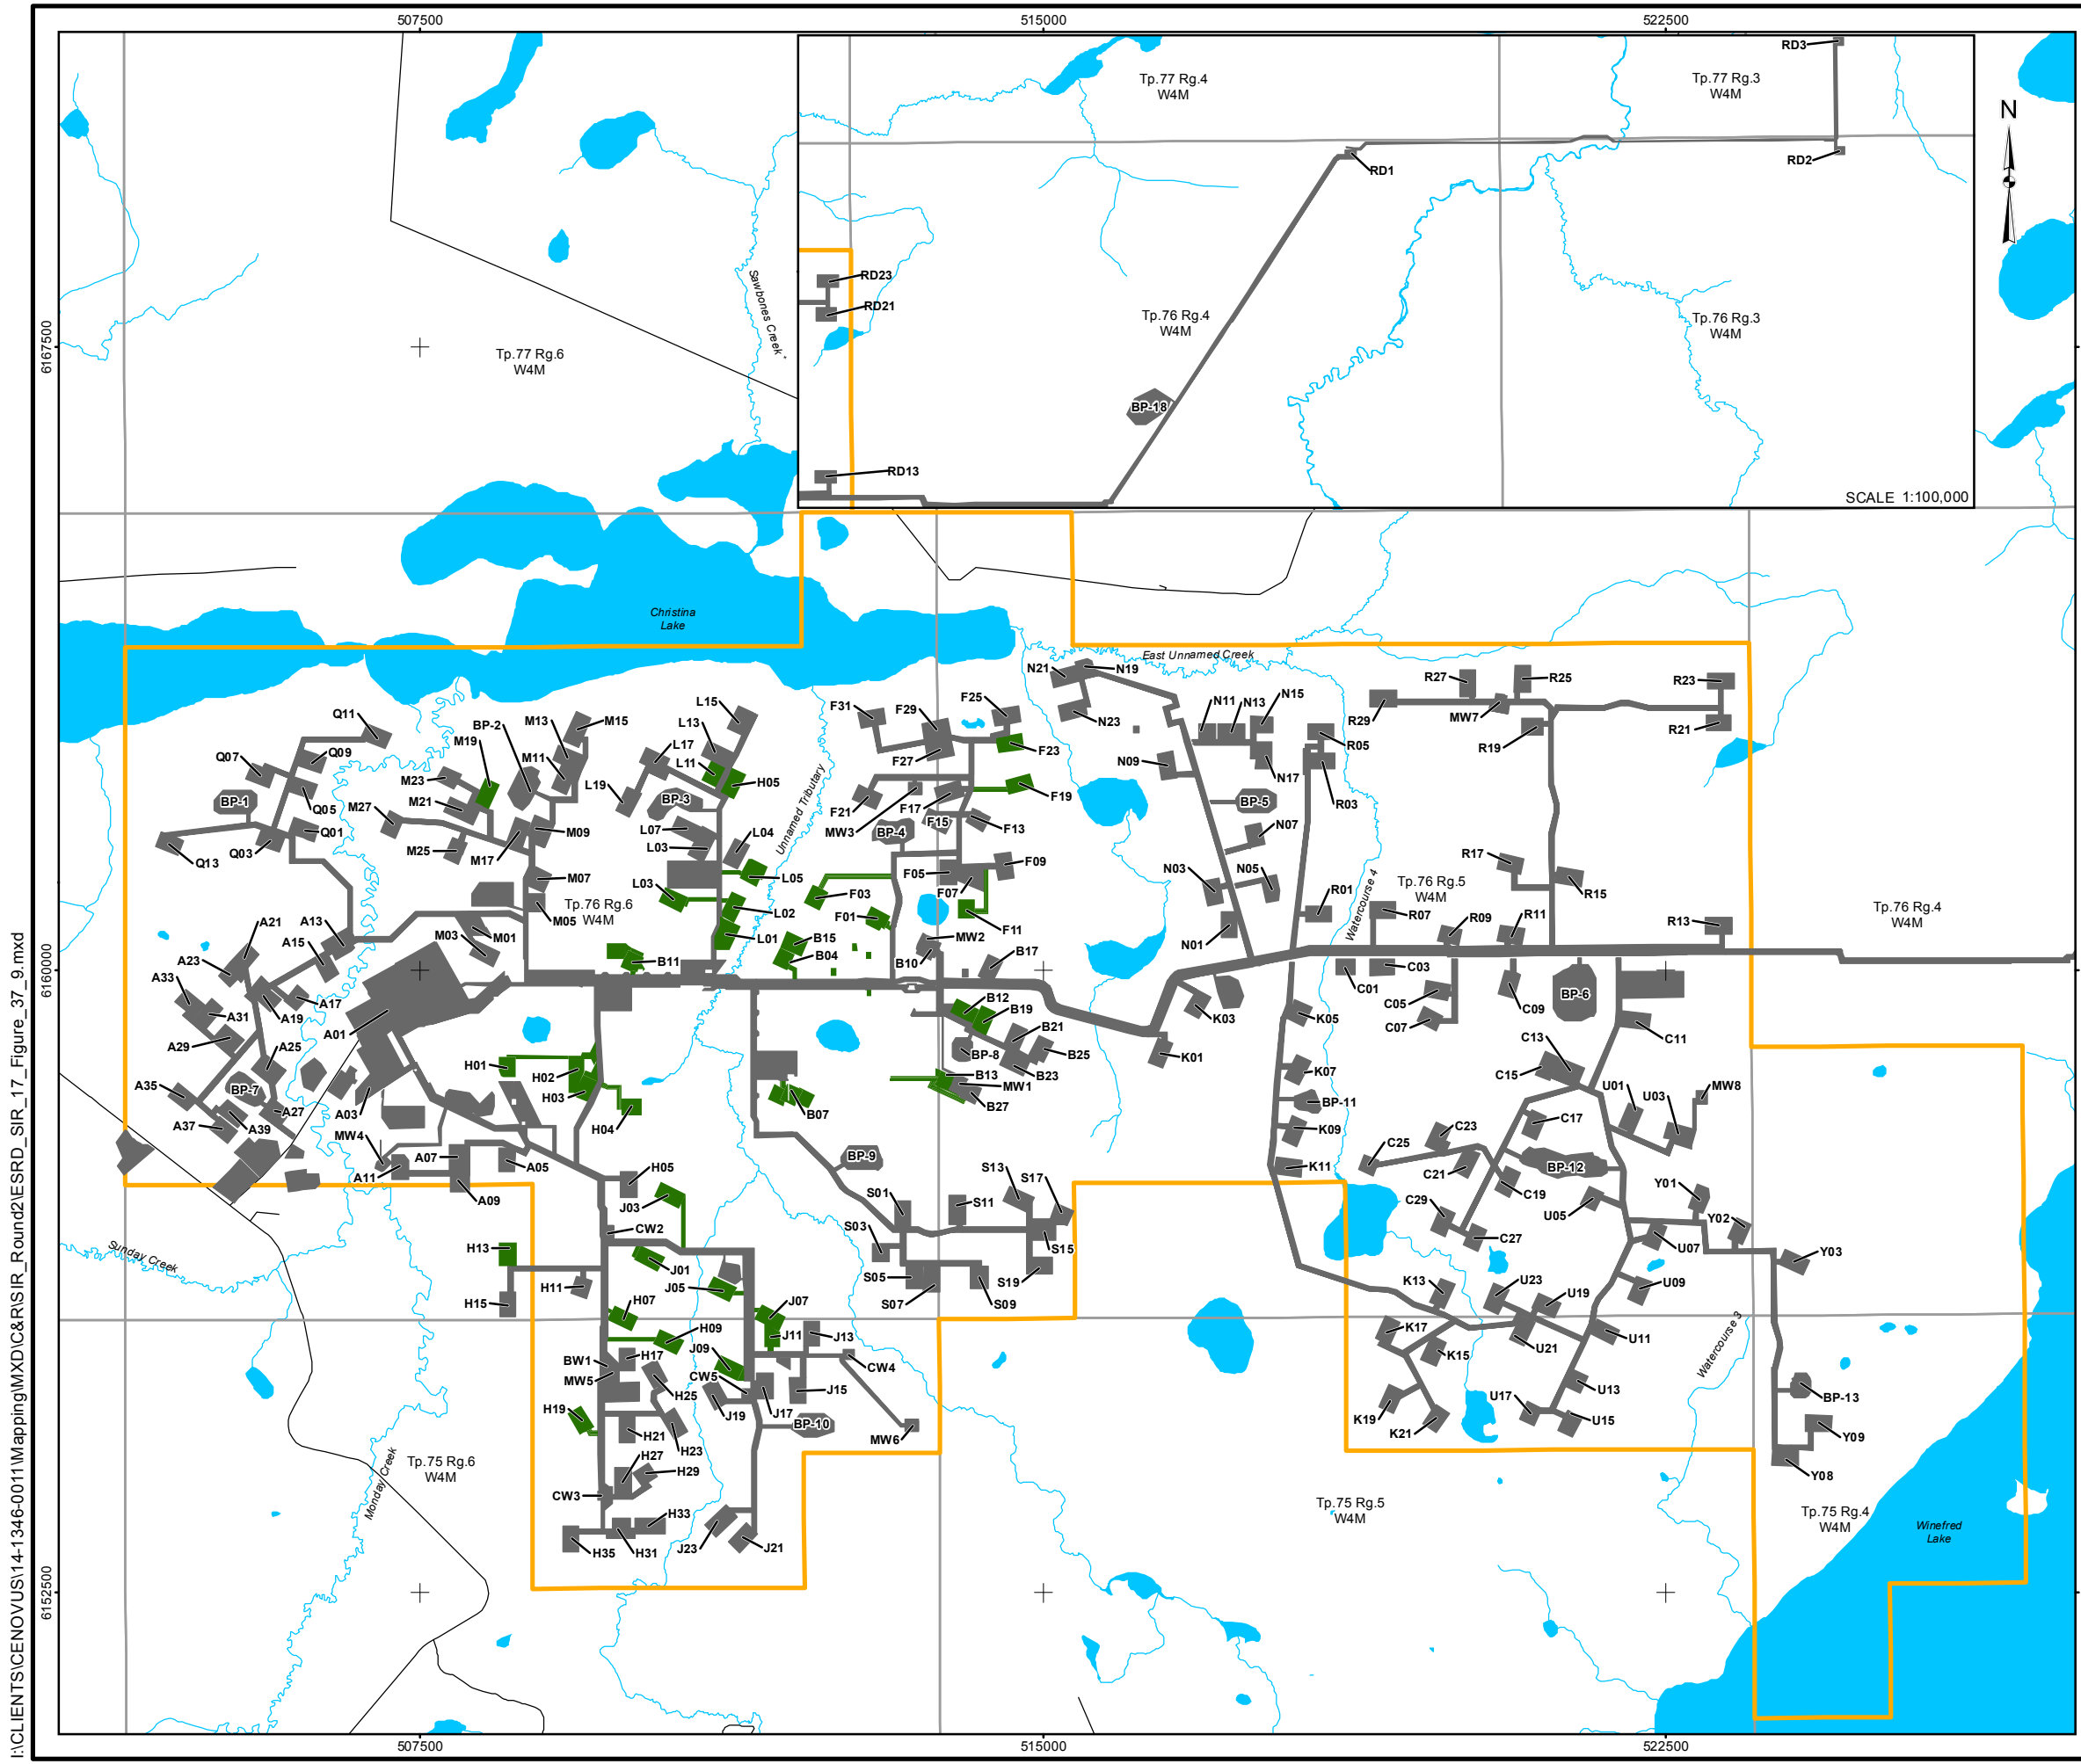 507500
515000
522500
Tp.77 Rg.4
W4M
Tp.77 Rg.3
W4M
RD3
N
RD2
RD1
RD23
RD21
Tp.76 Rg.4
W4M
Tp.76 Rg.3
W4M
BP-18
RD13
SCALE 1:100,000
Sawbones Creek
Tp.77 Rg.6
W4M
6167500
Christina
Lake
East Unnamed Creek
N21
N19
N23
N11
N13
N15
N17
N09
R05
R03
R29
R27
R25
MW7
R19
R23
R21
Q11
Q09
Q07
Q05
BP-1
Q01
Q03
Q13
BP-2
M19
M13
M15
M11
M23
M21
M27
M25
M17
M09
M07
M05
L15
L13
L17
L11
H05
L19
BP-3
L07
L03
L04
L05
L03
L02
L01
Unnamed Tributary
F31
F29
F25
F23
F27
F21
F17
F19
MW3
F15
F13
BP-4
F09
F05
F07
F03
F01
F11
BP-5
N07
N03
N05
N01
R01
Watercourse 4
R17
R15
Tp.76 Rg.5
W4M
R07
R09
R11
R13
Tp.76 Rg.4
W4M
Tp.76 Rg.6
W4M
A21
A13
A15
M03
M01
B11
B15
B04
MW2
B10
B17
6160000
A23
A33
A31
A17
A19
A29
A01
A25
A35
BP-7
A27
A03
A37
A39
MW4
A07
A11
A05
A09
H01
H02
H03
H04
B07
B12
B19
B21
B25
BP-8
B23
B13
MW1
B27
K03
K01
K05
K07
BP-11
K09
K11
C01
C03
C05
C07
C09
BP-6
C11
C13
C15
U01
U03
MW8
C17
C23
C25
C21
BP-12
C19
C29
C27
U05
Y01
Y02
U07
Y03
U09
BP-9
S13
S17
S01
S11
S03
S15
S05
S19
S07
S09
H05
J03
CW2
H13
H11
H15
J01
J05
H07
J07
H09
J11
J13
J09
BW1
H17
MW5
CW5
CW4
H25
J15
H19
J19
J17
BP-10
H21
H23
MW6
H27
H29
CW3
H33
H35
H31
J23
J21
K13
U23
U19
K17
U21
U11
K15
U13
K19
K21
U17
U15
Watercourse 3
BP-13
Y09
Y08
Sunday Creek
Monday Creek
Tp.75 Rg.6
W4M
Tp.75 Rg.5
W4M
Tp.75 Rg.4
W4M
Winefred
Lake
6152500
507500
515000
522500
I:\CLIENTS\CENOVUS\14-1346-0011\Mapping\MXD\C&R\SIR_Round2\ESRD_SIR_17_Figure_37_9.mxd